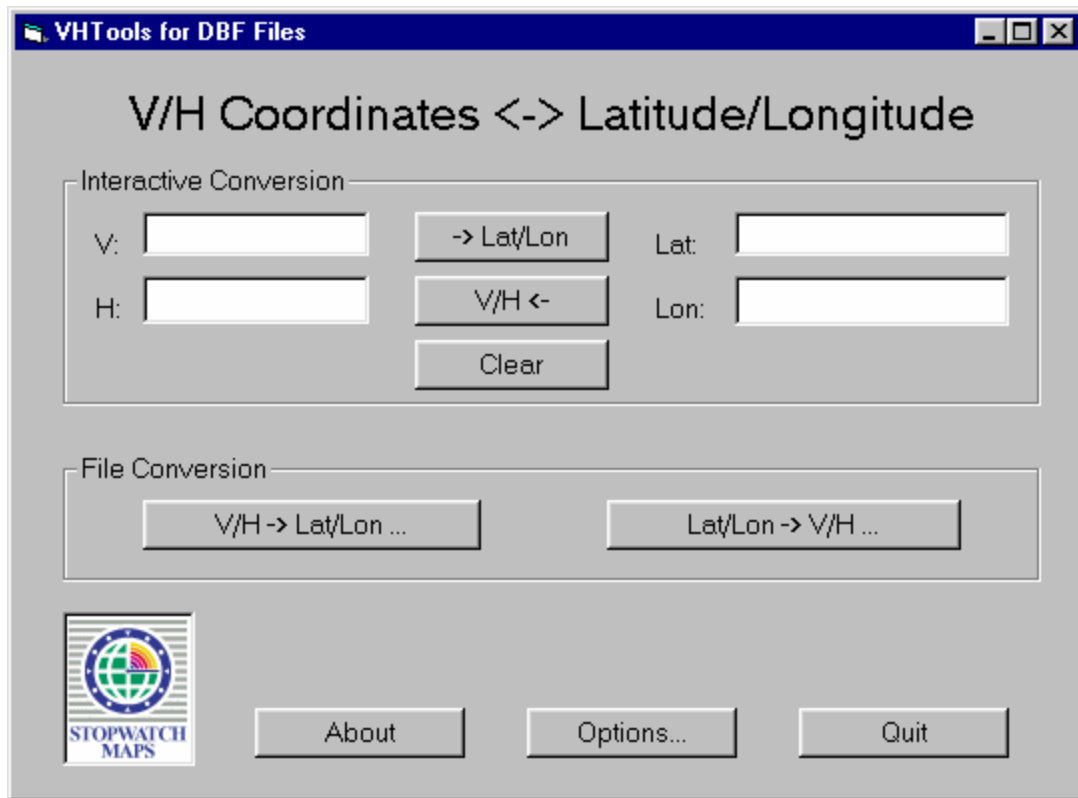 VHTools for DBF Files
V/H Coordinates <-> Latitude/Longitude
Interactive Conversion
V: -> Lat/Lon Lat:
H: V/H <- Lon:
Clear
File Conversion
V/H -> Lat/Lon ... Lat/Lon -> V/H ...
STOPWATCH
MAPS
About Options... Quit